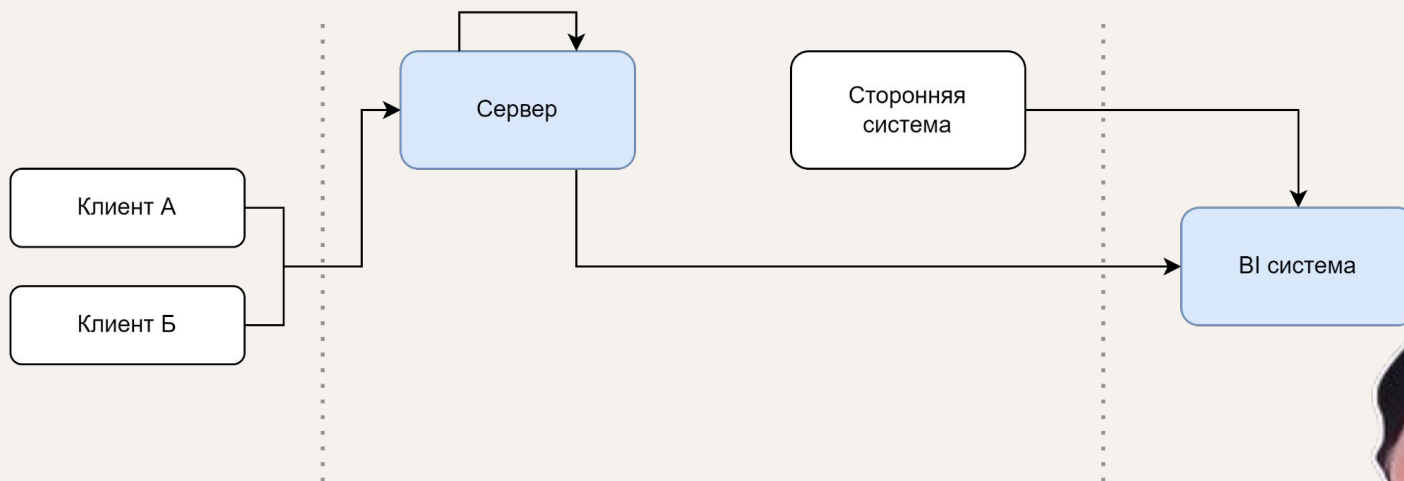 Сервер
Сторонняя
система
Клиент А
Клиент Б
BI система